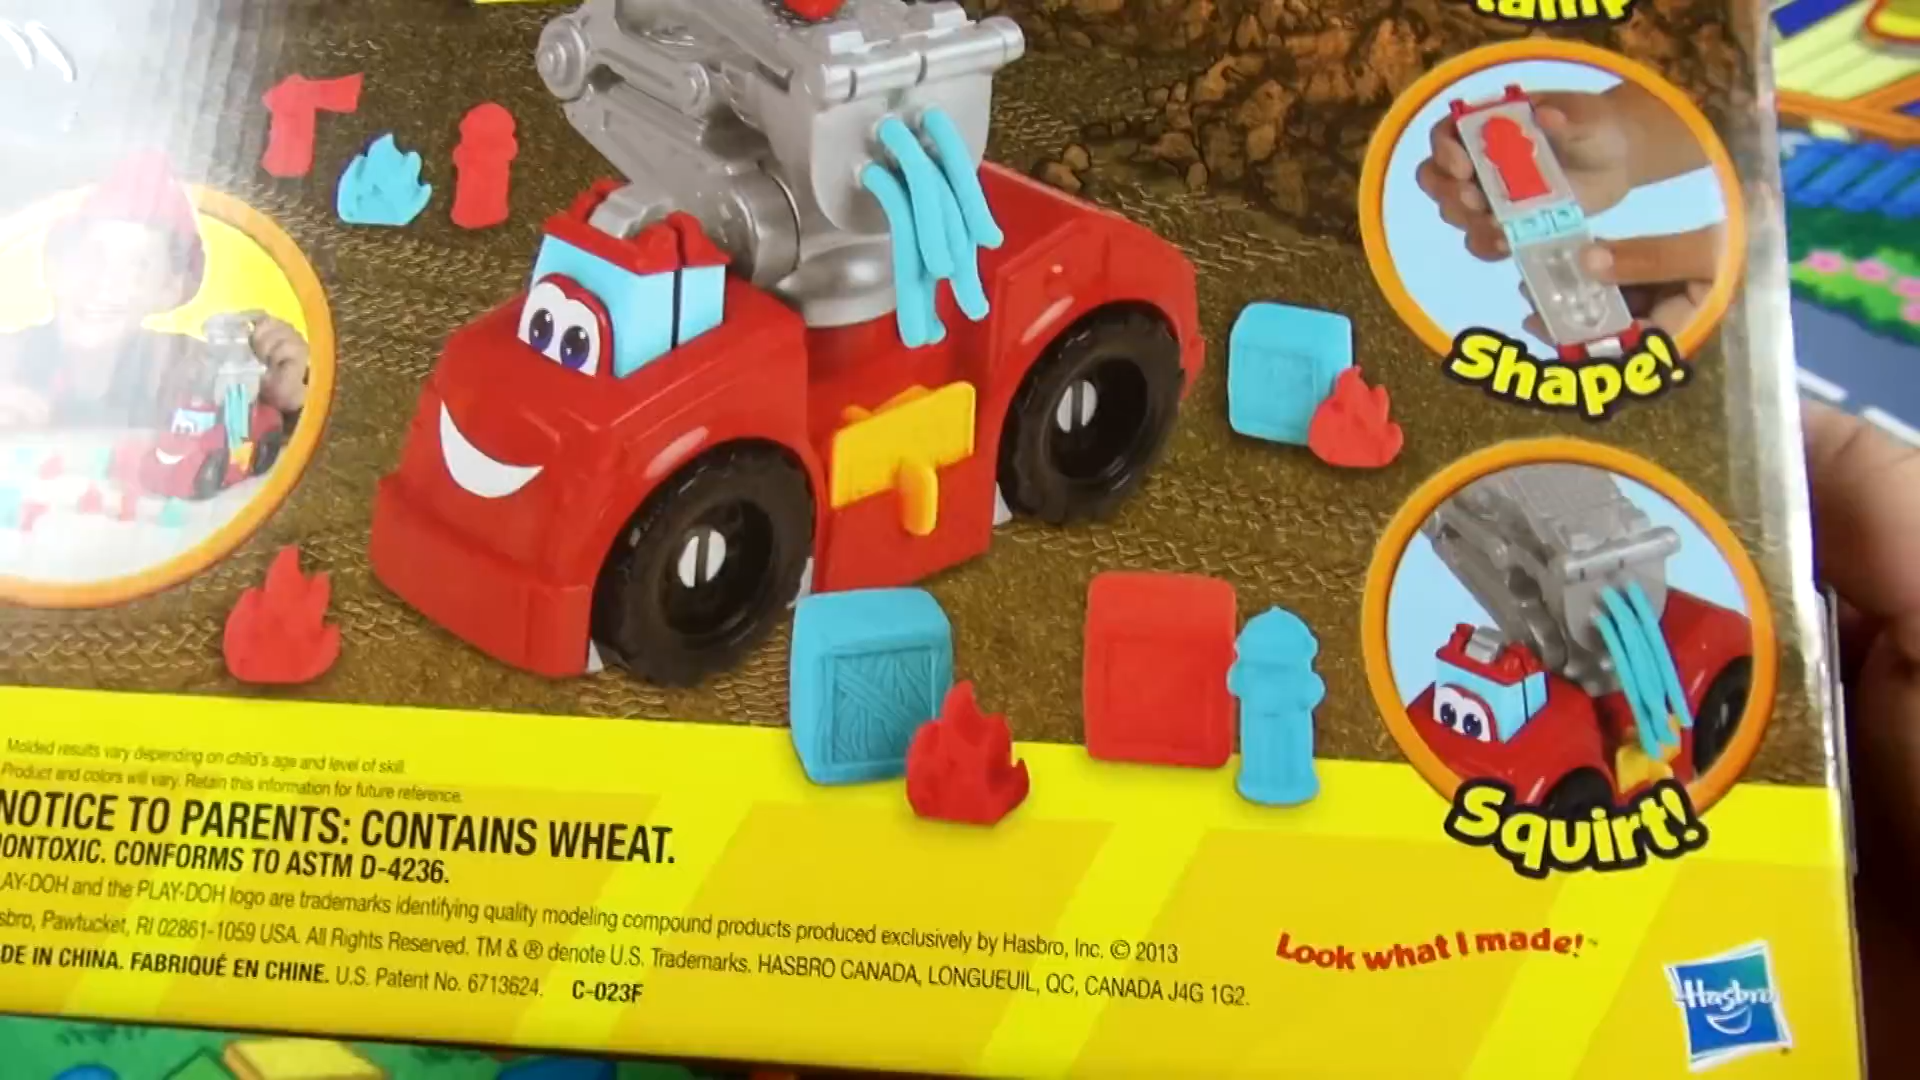 Shape!
Squirt!
Molded results vary depending on child's age and level of skill.
Product and colors will vary. Retain this information for future reference.
NOTICE TO PARENTS: CONTAINS WHEAT.
ONTOXIC. CONFORMS TO ASTM D-4236.
LAY-DOH and the PLAY-DOH logo are trademarks identifying quality modeling compound products produced exclusively by Hasbro, Inc. © 2013
sbro, Pawtucket, RI 02861-1059 USA. All Rights Reserved. TM & ® denote U.S. Trademarks. HASBRO CANADA, LONGUEUIL, QC, CANADA J4G 1G2.
DE IN CHINA. FABRIQUÉ EN CHINE. U.S. Patent No. 6713624. C-023F
Look what I made!™
Hasbro